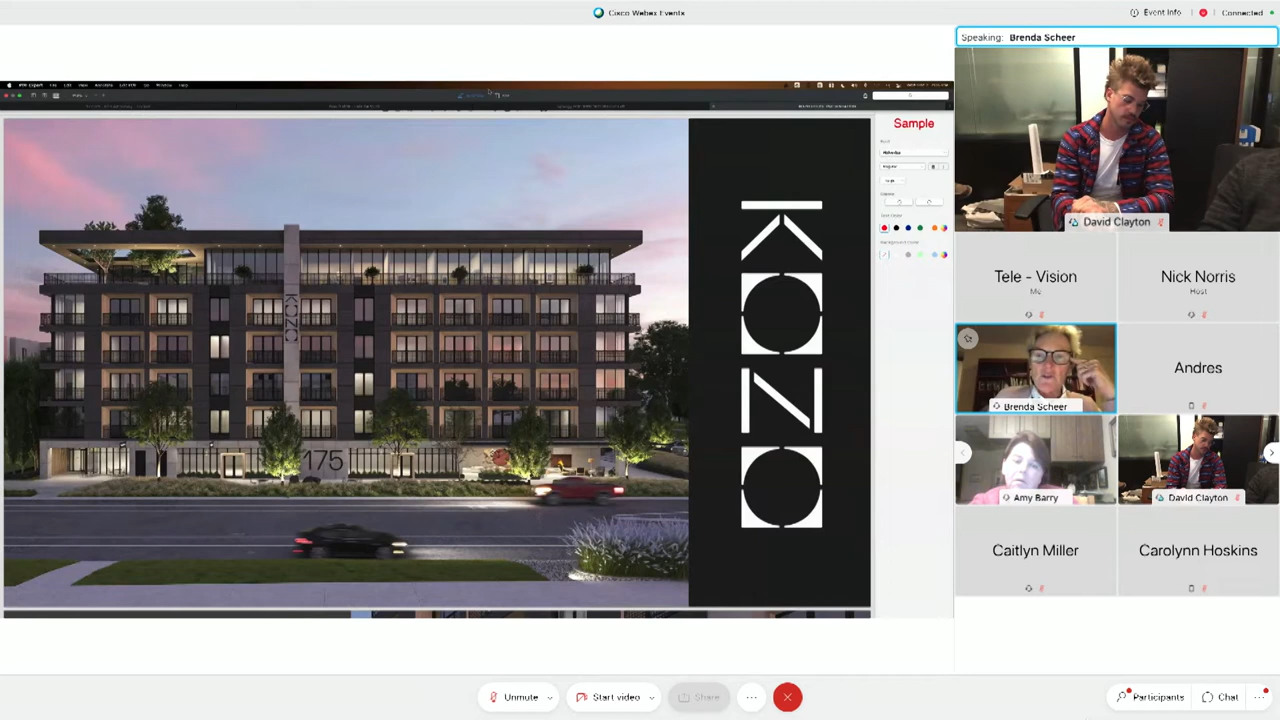 Cisco Webex Events
Event Info
Connected
Speaking: Brenda Scheer
Sample
David Clayton
Tele - Vision
Me
Nick Norris
Host
KOZO
KOZO
175
Brenda Scheer
Andres
Amy Barry
David Clayton
Caitlyn Miller
Carolynn Hoskins
Unmute
Start video
Share
Participants
Chat